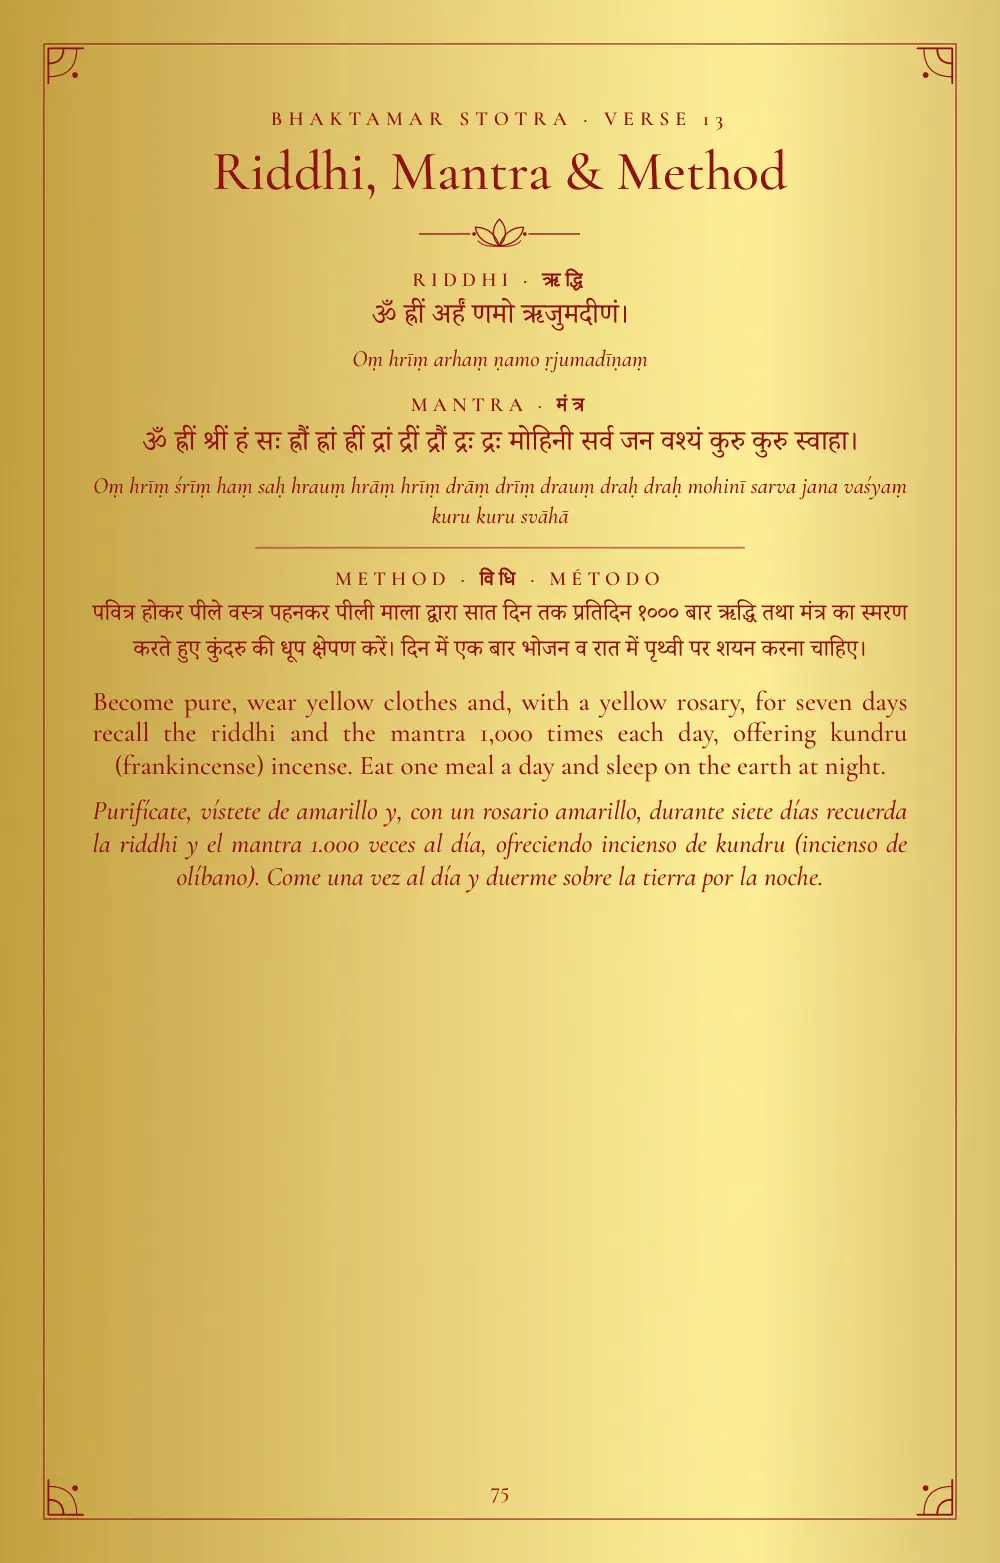 BHAKTAMAR STOTRA · VERSE 13
Riddhi, Mantra & Method
RIDDHI · ऋद्धि
ॐ ह्रीं अर्हं णमो ऋजुमदीणं।
Oṃ hrīṃ arhaṃ ṇamo ṛjumadīṇaṃ
MANTRA · मंत्र
ॐ ह्रीं श्रीं हं सः ह्रौं ह्रां ह्रीं द्रां द्रीं द्रौं द्रः द्रः मोहिनी सर्व जन वश्यं कुरु कुरु स्वाहा।
Oṃ hrīṃ śrīṃ haṃ saḥ hrauṃ hrāṃ hrīṃ drāṃ drīṃ drauṃ draḥ draḥ mohinī sarva jana vaśyaṃ
kuru kuru svāhā
METHOD · विधि · MÉTODO
पवित्र होकर पीले वस्त्र पहनकर पीली माला द्वारा सात दिन तक प्रतिदिन १००० बार ऋद्धि तथा मंत्र का स्मरण
करते हुए कुंदरु की धूप क्षेपण करें। दिन में एक बार भोजन व रात में पृथ्वी पर शयन करना चाहिए।
Become pure, wear yellow clothes and, with a yellow rosary, for seven days
recall the riddhi and the mantra 1,000 times each day, offering kundru
(frankincense) incense. Eat one meal a day and sleep on the earth at night.
Purifícate, vístete de amarillo y, con un rosario amarillo, durante siete días recuerda
la riddhi y el mantra 1.000 veces al día, ofreciendo incienso de kundru (incienso de
olíbano). Come una vez al día y duerme sobre la tierra por la noche.
75